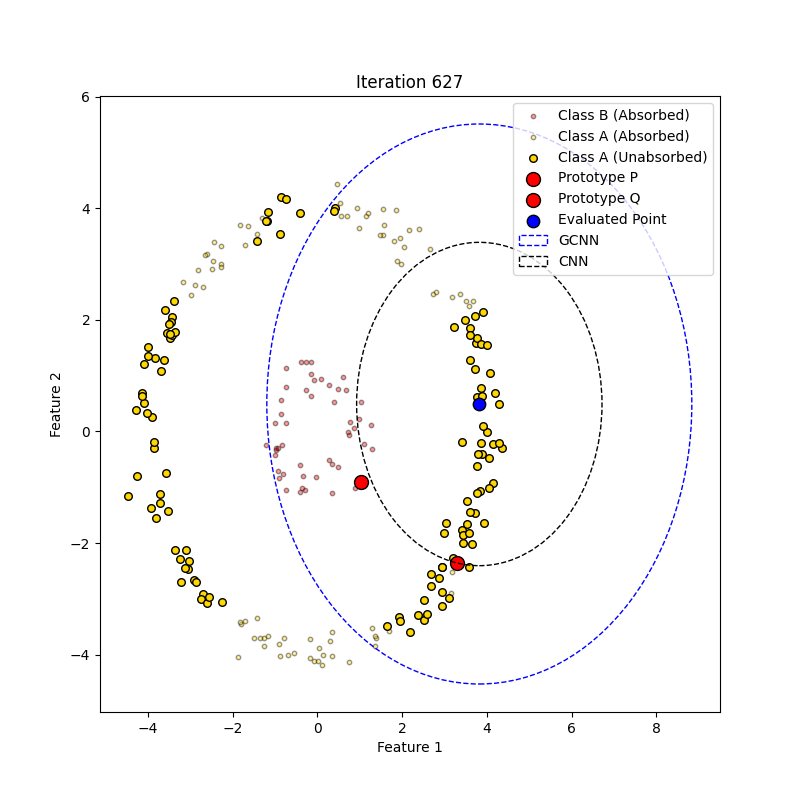 Iteration 627
Class B (Absorbed)
Class A (Absorbed)
Class A (Unabsorbed)
Prototype P
Prototype Q
Evaluated Point
GCNN
CNN
6
4
2
0
−2
−4
Feature 2
−4 −2 0 2 4 6 8
Feature 1